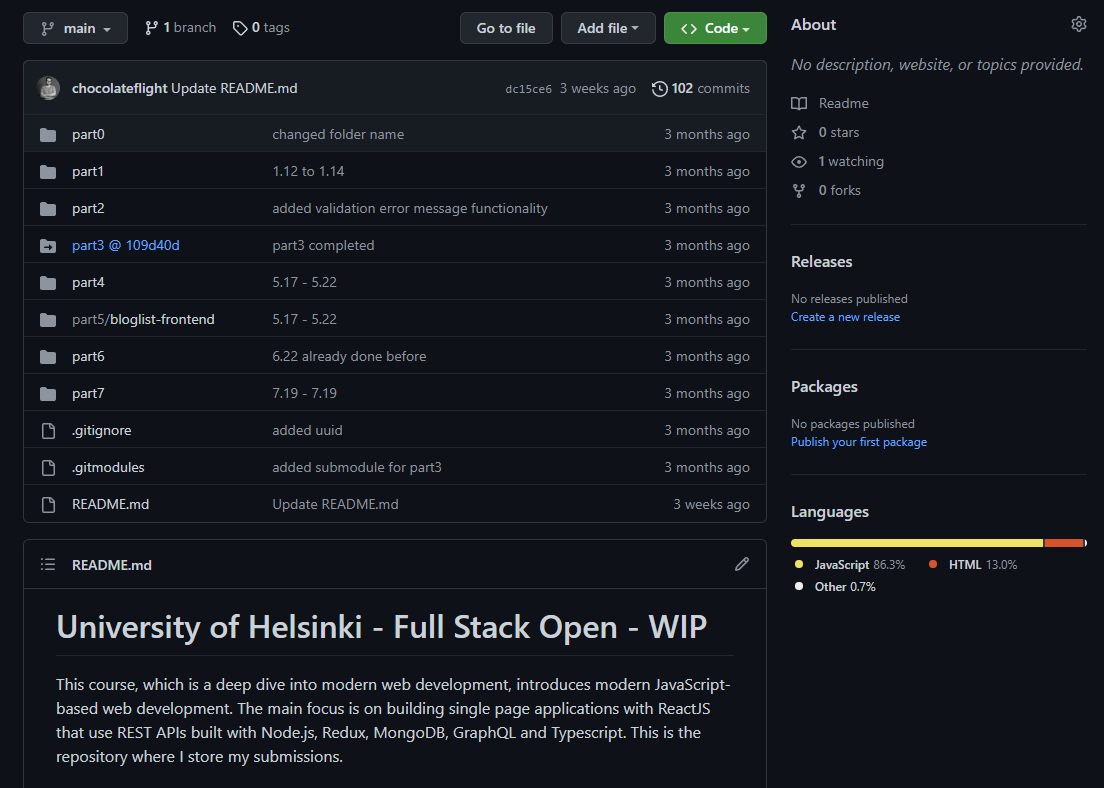 main 1 branch 0 tags Go to file Add file Code
chocolateflight Update README.md dc15ce6 3 weeks ago 102 commits
part0 changed folder name 3 months ago
part1 1.12 to 1.14 3 months ago
part2 added validation error message functionality 3 months ago
part3 @ 109d40d part3 completed 3 months ago
part4 5.17 - 5.22 3 months ago
part5/bloglist-frontend 5.17 - 5.22 3 months ago
part6 6.22 already done before 3 months ago
part7 7.19 - 7.19 3 months ago
.gitignore added uuid 3 months ago
.gitmodules added submodule for part3 3 months ago
README.md Update README.md 3 weeks ago
README.md
University of Helsinki - Full Stack Open - WIP
This course, which is a deep dive into modern web development, introduces modern JavaScript-
based web development. The main focus is on building single page applications with ReactJS
that use REST APIs built with Node.js, Redux, MongoDB, GraphQL and Typescript. This is the
repository where I store my submissions.
About
No description, website, or topics provided.
Readme
0 stars
1 watching
0 forks
Releases
No releases published
Create a new release
Packages
No packages published
Publish your first package
Languages
JavaScript 86.3% HTML 13.0%
Other 0.7%